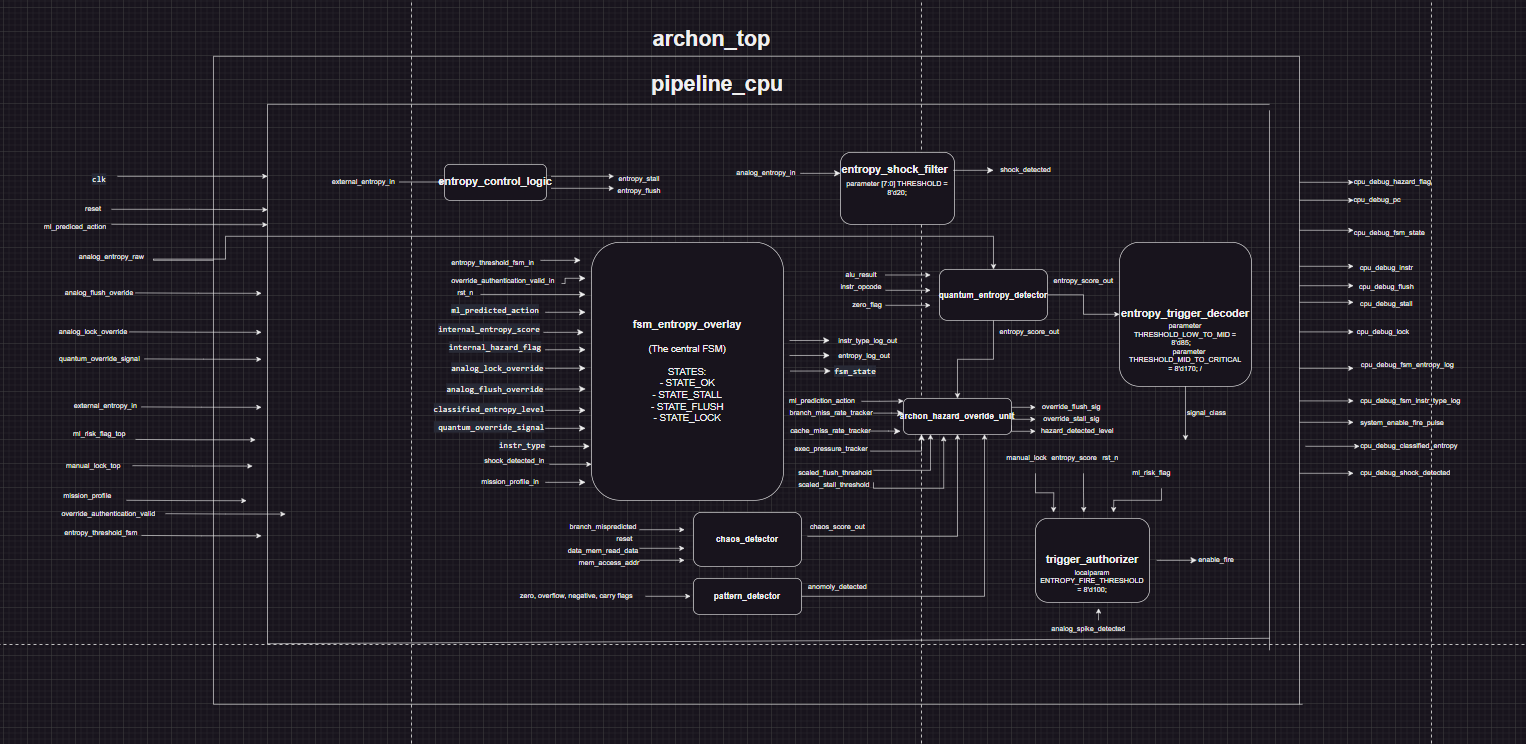 archon_top
pipeline_cpu
clk
reset
ml_prediced_action
analog_entropy_raw
analog_flush_overide
analog_lock_override
quantum_override_signal
external_entropy_in
ml_risk_flag_top
manual_lock_top
mission_profile
override_authentication_valid
entropy_threshold_fsm
external_entropy_in
entropy_control_logic
entropy_stall
entropy_flush
analog_entropy_in
entropy_shock_filter
parameter [7:0] THRESHOLD =
8'd20;
shock_detected
entropy_threshold_fsm_in
override_authentication_valid_in
rst_n
ml_predicted_action
internal_entropy_score
internal_hazard_flag
analog_lock_override
analog_flush_override
classified_entropy_level
quantum_override_signal
instr_type
shock_detected_in
mission_profile_in
fsm_entropy_overlay
(The central FSM)
STATES:
- STATE_OK
- STATE_STALL
- STATE_FLUSH
- STATE_LOCK
instr_type_log_out
entropy_log_out
fsm_state
alu_result
instr_opcode
zero_flag
quantum_entropy_detector
entropy_score_out
entropy_score_out
entropy_trigger_decoder
parameter
THRESHOLD_LOW_TO_MID =
8'd85;
parameter
THRESHOLD_MID_TO_CRITICAL
= 8'd170; /
signal_class
ml_prediction_action
branch_miss_rate_tracker
cache_miss_rate_tracker
exec_pressure_tracker
scaled_flush_threshold
scaled_stall_threshold
archon_hazard_overide_unit
override_flush_sig
override_stall_sig
hazard_detected_level
branch_mispredicted
reset
data_mem_read_data
mem_access_addr
chaos_detector
chaos_score_out
zero, overflow, negative, carry flags
pattern_detector
anomoly_detected
manual_lock
entropy_score
rst_n
ml_risk_flag
trigger_authorizer
localparam
ENTROPY_FIRE_THRESHOLD
= 8'd100;
enable_fire
analog_spike_detected
cpu_debug_hazard_flag
cpu_debug_pc
cpu_debug_fsm_state
cpu_debug_instr
cpu_debug_flush
cpu_debug_stall
cpu_debug_lock
cpu_debug_fsm_entropy_log
cpu_debug_fsm_instr_type_log
system_enable_fire_pulse
cpu_debug_classified_entropy
cpu_debug_shock_detected